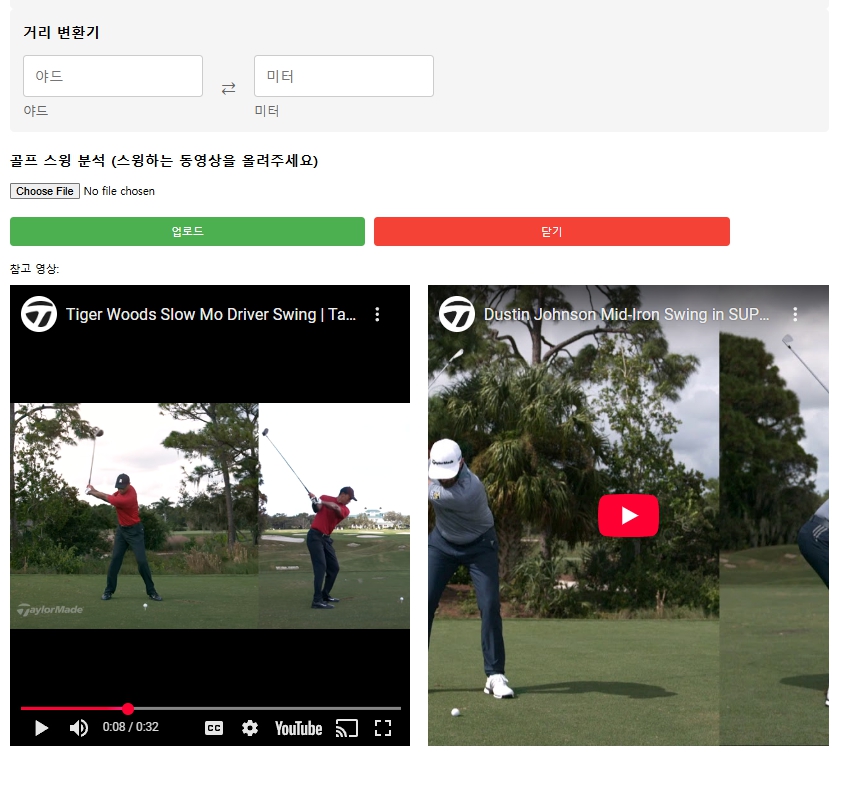 거리 변환기
야드
⇄
미터
야드
미터
골프 스윙 분석 (스윙하는 동영상을 올려주세요)
Choose File No file chosen
업로드
닫기
참고 영상:
Tiger Woods Slow Mo Driver Swing | Ta...
Dustin Johnson Mid-Iron Swing in SUP...
TaylorMade
0:08 / 0:32
CC
YouTube